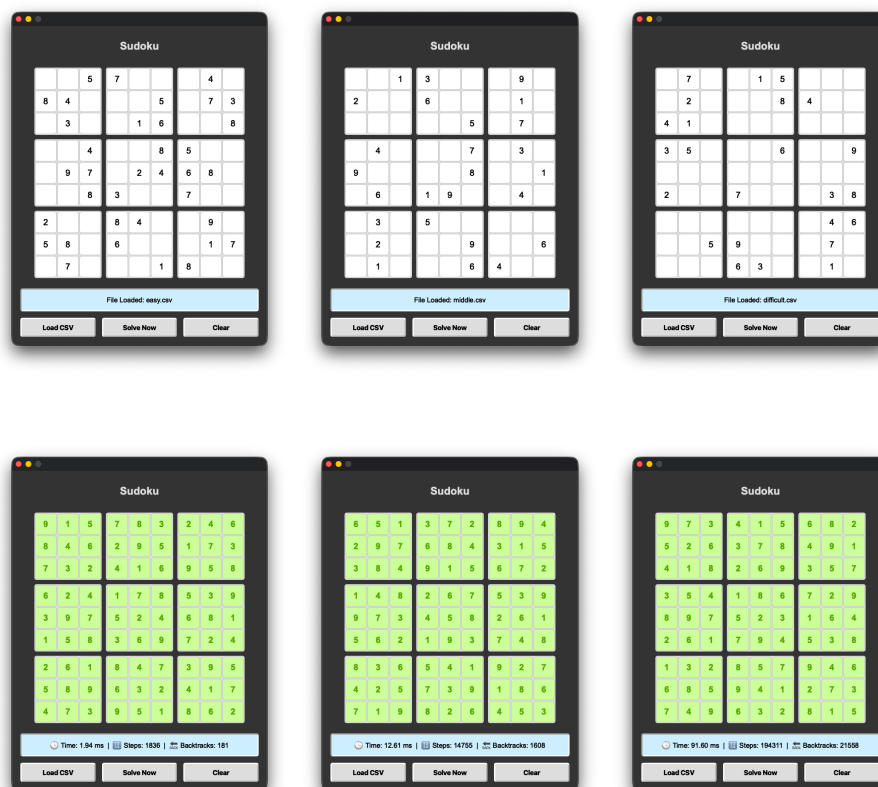 Sudoku
5 7 4
8 4 5 7 3
3 1 6 8
4 8 5
9 7 2 4 6 8
8 3 7
2 8 4 9
5 8 6 1 7
7 1 8
File Loaded: easy.csv
Load CSV Solve Now Clear
Sudoku
1 3 9
2 6 1
5 7
4 7 3
9 8 1
6 1 9 4
3 5
2 9 6
1 6 4
File Loaded: middle.csv
Load CSV Solve Now Clear
Sudoku
7 1 5
2 8 4
4 1
3 5 6 9
2 7 3 8
4 6
5 9 7
6 3 1
File Loaded: difficult.csv
Load CSV Solve Now Clear
Sudoku
9 1 5 7 8 3 2 4 6
8 4 6 2 9 5 1 7 3
7 3 2 4 1 6 9 5 8
6 2 4 1 7 8 5 3 9
3 9 7 5 2 4 6 8 1
1 5 8 3 6 9 7 2 4
2 6 1 8 4 7 3 9 5
5 8 9 6 3 2 4 1 7
4 7 3 9 5 1 8 6 2
Time: 1.94 ms | Steps: 1836 | Backtracks: 181
Load CSV Solve Now Clear
Sudoku
6 5 1 3 7 2 8 9 4
2 9 7 6 8 4 3 1 5
3 8 4 9 1 5 6 7 2
1 4 8 2 6 7 5 3 9
9 7 3 4 5 8 2 6 1
5 6 2 1 9 3 7 4 8
8 3 6 5 4 1 9 2 7
4 2 5 7 3 9 1 8 6
7 1 9 8 2 6 4 5 3
Time: 12.61 ms | Steps: 14755 | Backtracks: 1608
Load CSV Solve Now Clear
Sudoku
9 7 3 4 1 5 6 8 2
5 2 6 3 7 8 4 9 1
4 1 8 2 6 9 3 5 7
3 5 4 1 8 6 7 2 9
8 9 7 5 2 3 1 6 4
2 6 1 7 9 4 5 3 8
1 3 2 8 5 7 9 4 6
6 8 5 9 4 1 2 7 3
7 4 9 6 3 2 8 1 5
Time: 91.60 ms | Steps: 194311 | Backtracks: 21558
Load CSV Solve Now Clear